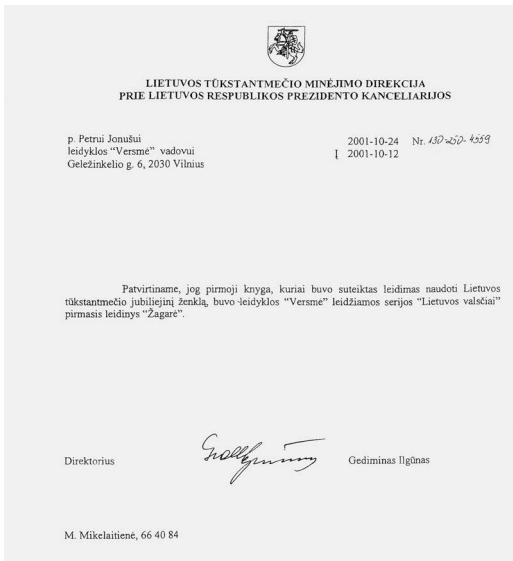 LIETUVOS TŪKSTANTMEČIO MINĖJIMO DIREKCIJA
PRIE LIETUVOS RESPUBLIKOS PREZIDENTO KANCELIARIJOS
p. Petrui Jonušui
leidyklos “Versmė” vadovui
Geležinkelio g. 6, 2030 Vilnius
2001-10-24 Nr. 130-250-4559
Į 2001-10-12
Patvirtiname, jog pirmoji knyga, kuriai buvo suteiktas leidimas naudoti Lietuvos
tūkstantmečio jubiliejinį ženklą, buvo leidyklos “Versmė” leidžiamos serijos “Lietuvos valsčiai”
pirmasis leidinys “Žagarė”.
Direktorius
Gediminas Ilgūnas
M. Mikelaitienė, 66 40 84